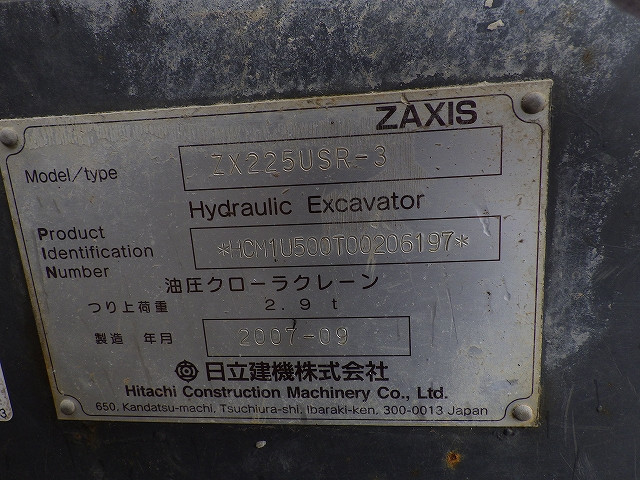 ZAXIS
Model/type ZX225USR-3
Hydraulic Excavator
Product Identification Number *HCM1U500T00206197*
油圧クローラクレーン
つり上荷重 2.9 t
製造 年月 2007-09
日立建機株式会社
Hitachi Construction Machinery Co., Ltd.
650, Kandatsu-machi, Tsuchiura-shi, Ibaraki-ken, 300-0013 Japan
3